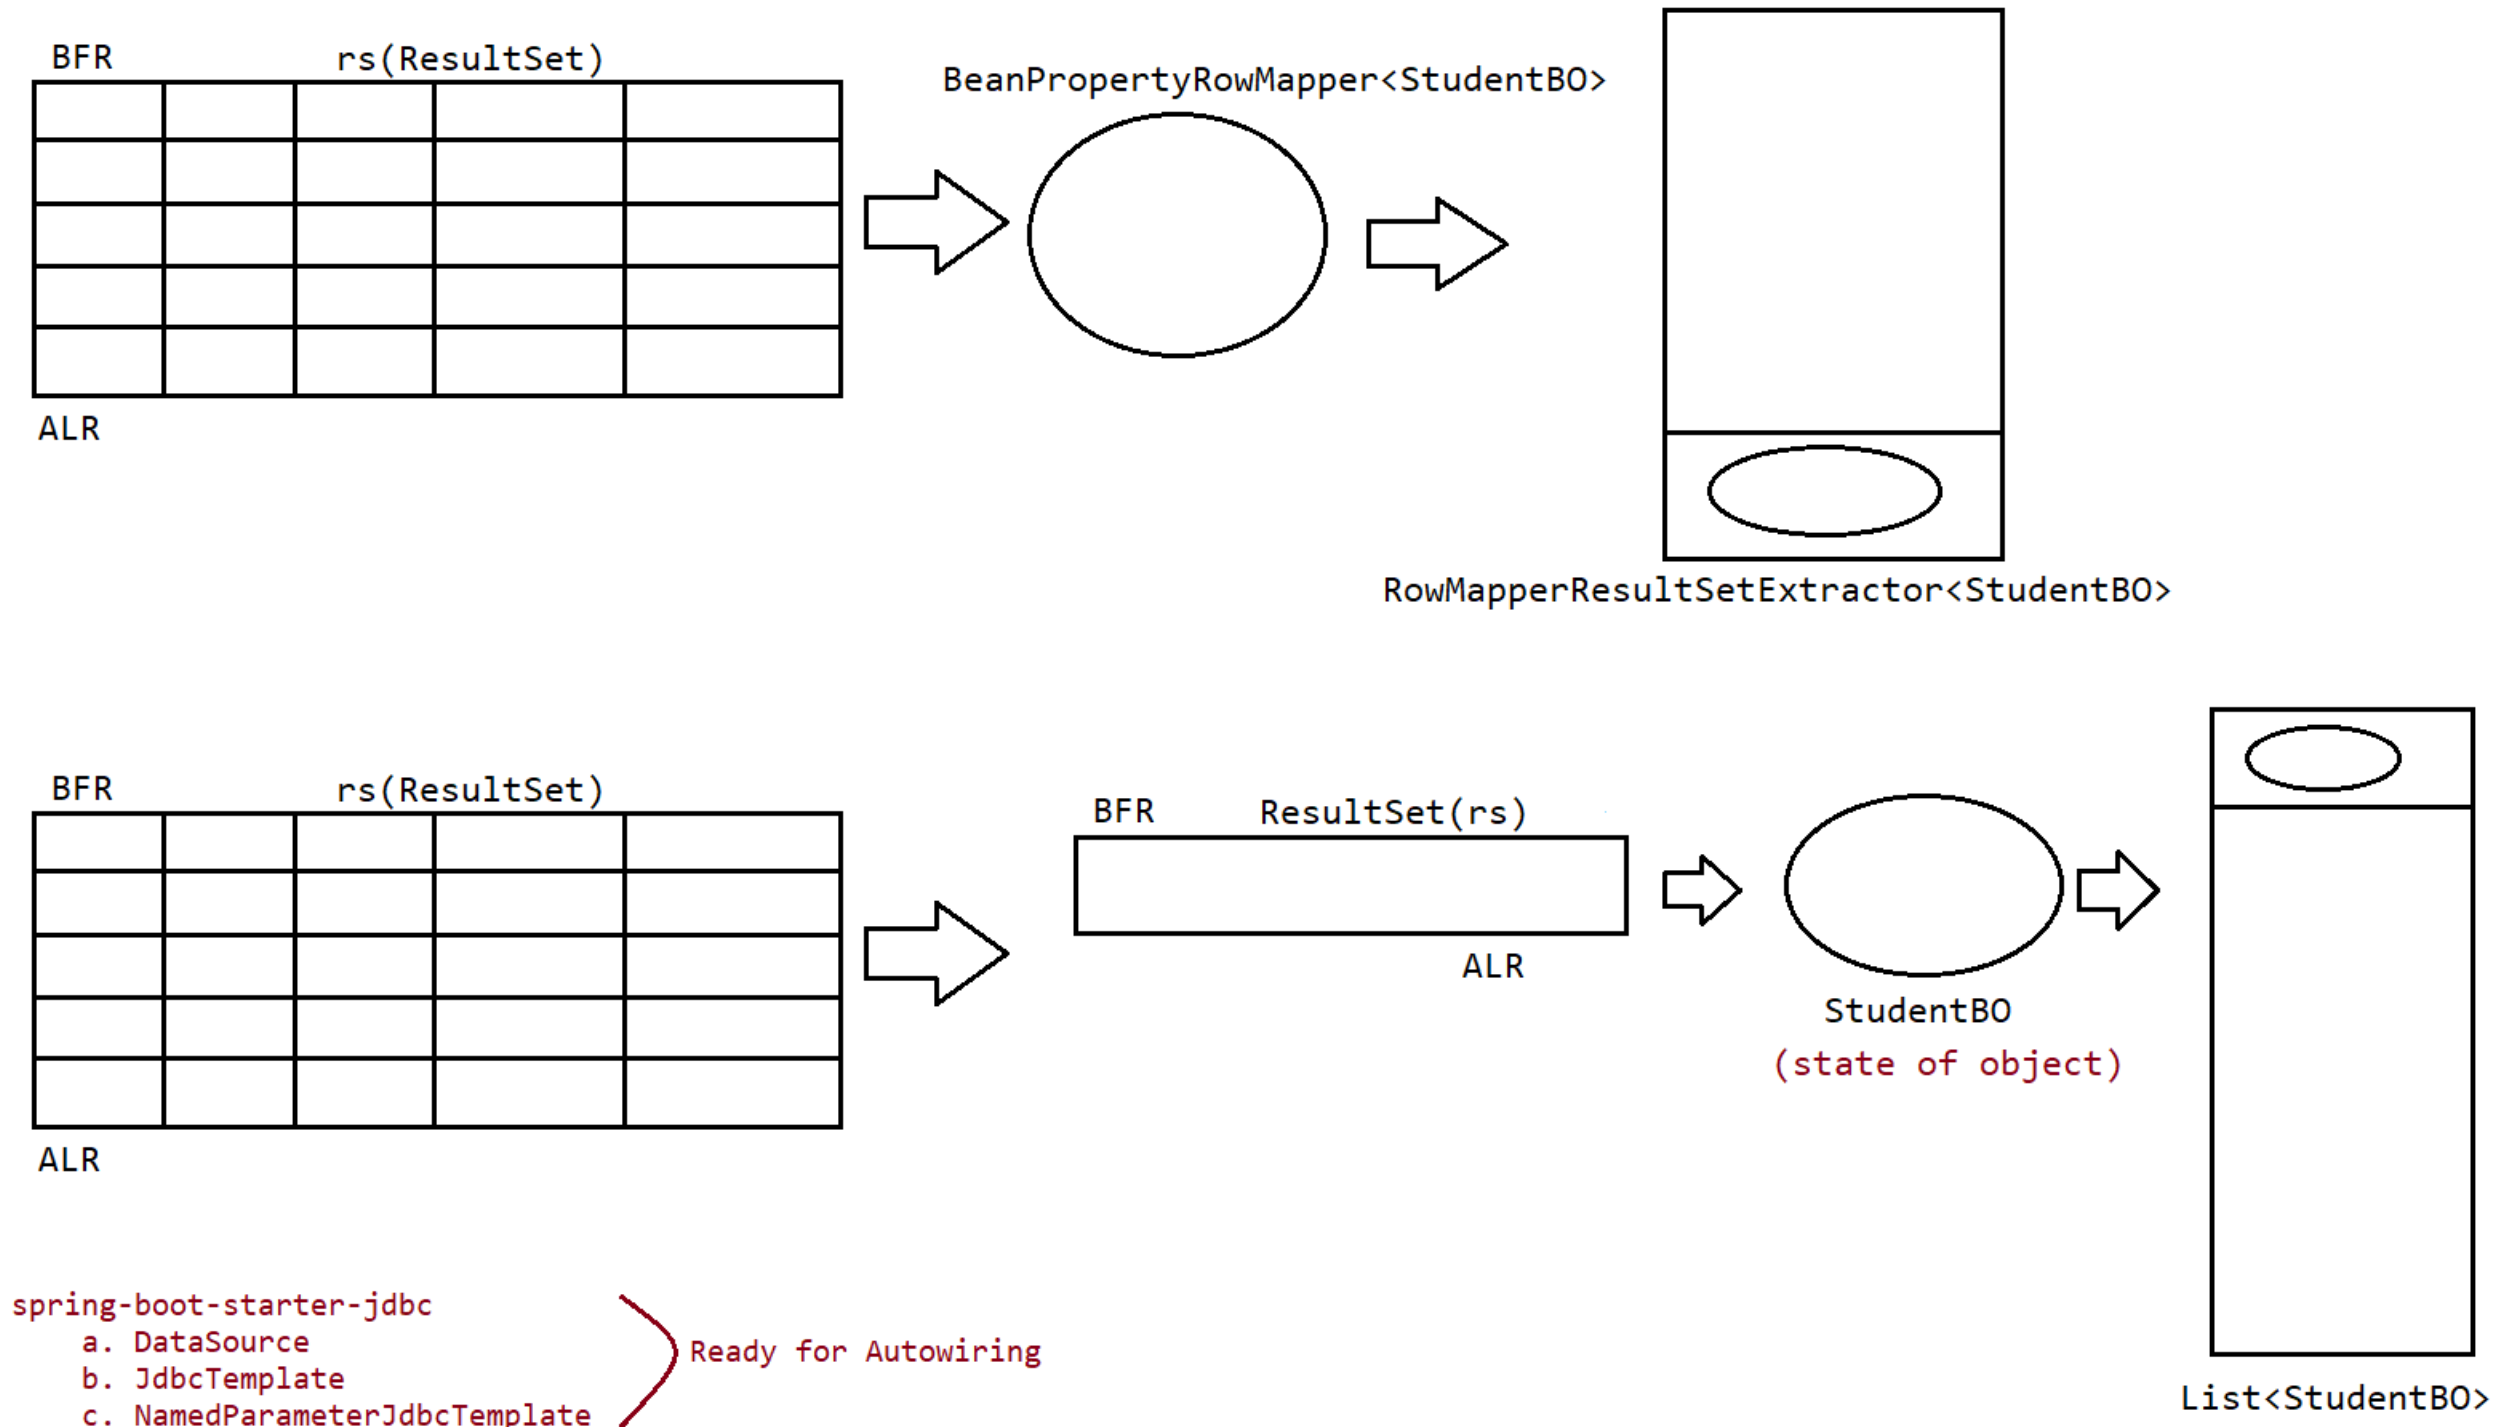 BFR rs(ResultSet)
BeanPropertyRowMapper<StudentBO>
ALR
RowMapperResultSetExtractor<StudentBO>
BFR rs(ResultSet)
BFR ResultSet(rs)
ALR
StudentBO
(state of object)
ALR
spring-boot-starter-jdbc
a. DataSource
b. JdbcTemplate
c. NamedParameterJdbcTemplate
Ready for Autowiring
List<StudentBO>